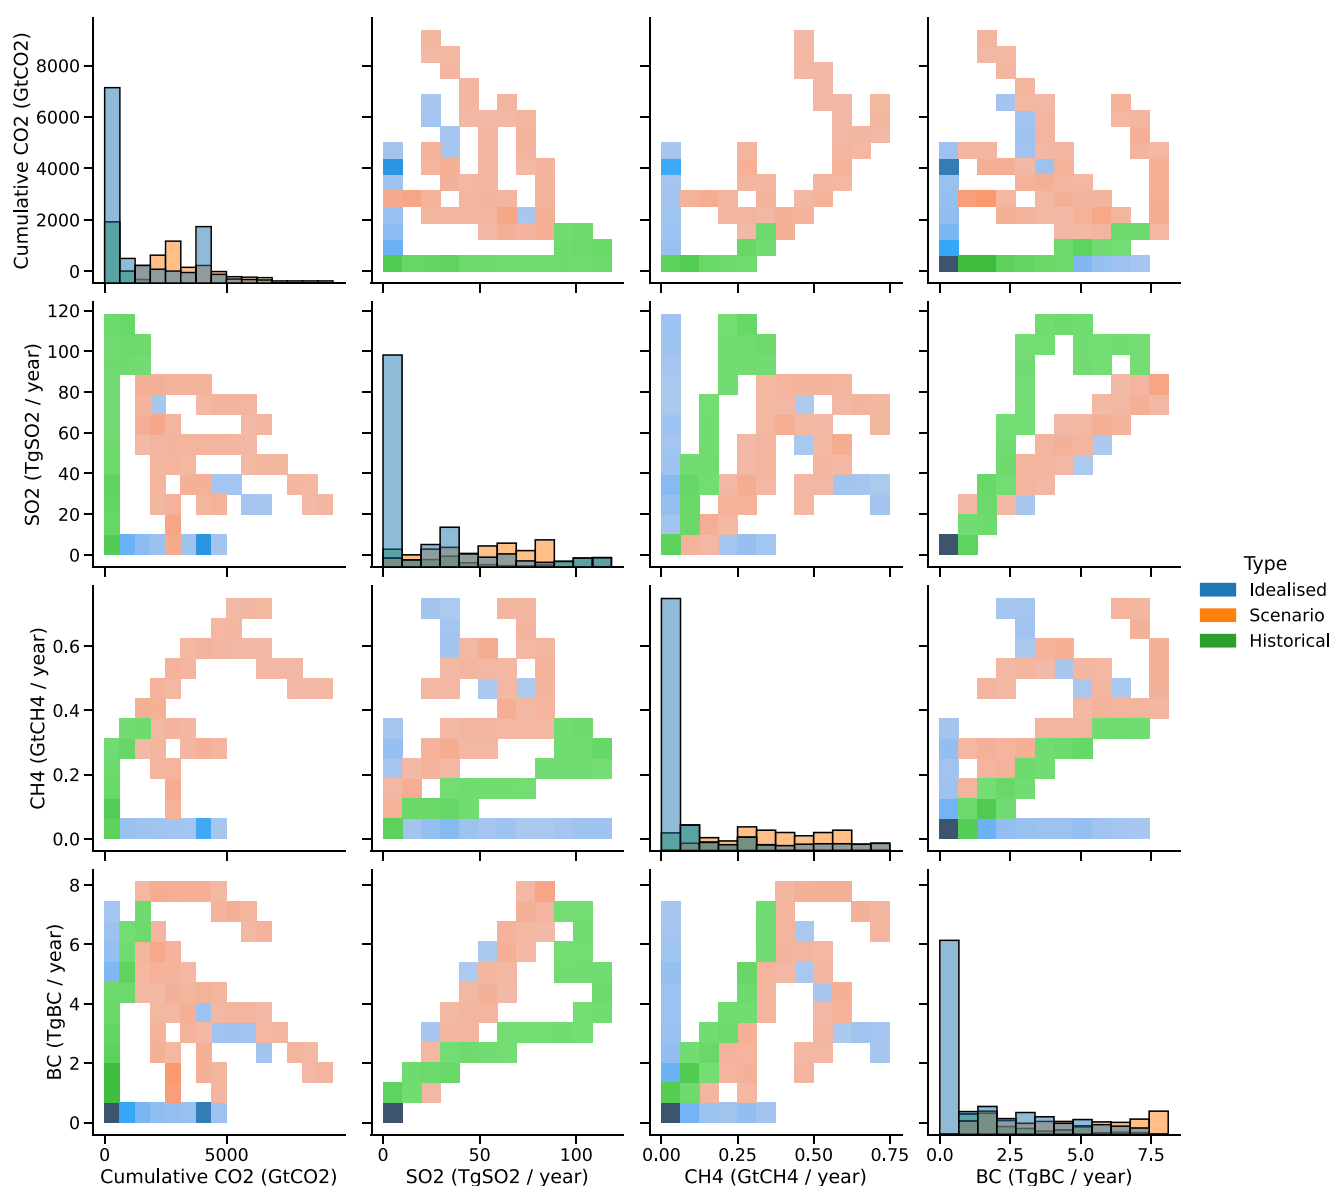 Cumulative CO2 (GtCO2)
8000
6000
4000
2000
0
SO2 (TgSO2 / year)
120
100
80
60
40
20
0
Type
Idealised
Scenario
Historical
CH4 (GtCH4 / year)
0.6
0.4
0.2
0.0
BC (TgBC / year)
8
6
4
2
0
0 5000 0 50 100 0.00 0.25 0.50 0.75 0.0 2.5 5.0 7.5
Cumulative CO2 (GtCO2) SO2 (TgSO2 / year) CH4 (GtCH4 / year) BC (TgBC / year)